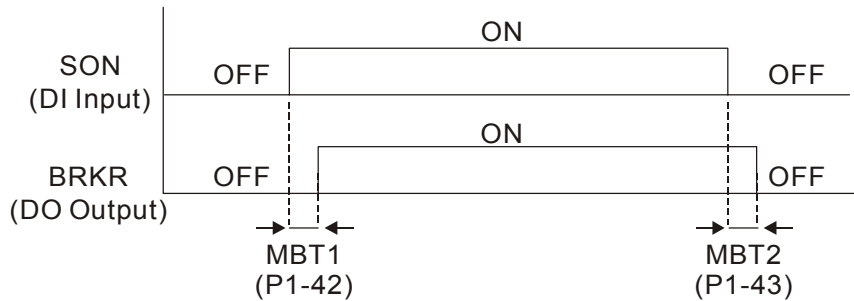 ON
SON
(DI Input)
OFF
OFF
ON
BRKR
(DO Output)
OFF
OFF
MBT1
(P1-42)
MBT2
(P1-43)